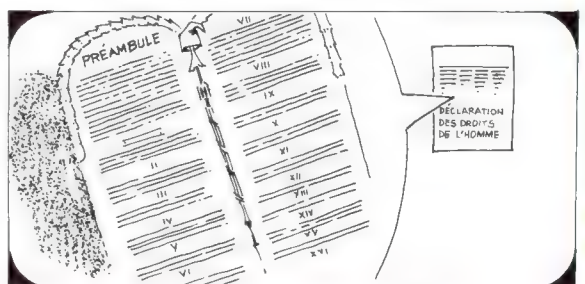 PRÉAMBULE
II
III
IV
V
VI
VII
VIII
IX
X
XI
XII
XIII
XIV
XV
XVI
DÉCLARATION
DES DROITS
DE L'HOMME